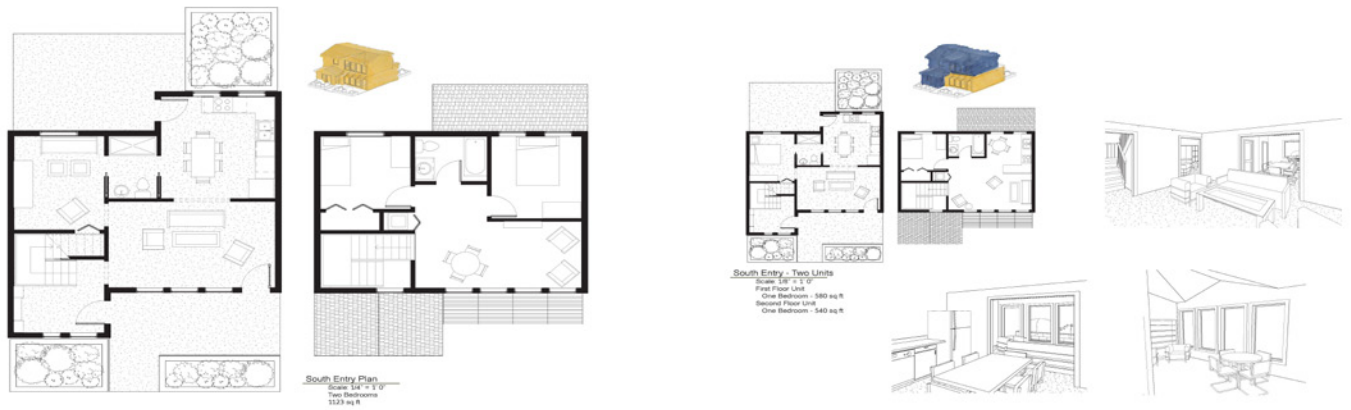 South Entry Plan
Scale: 1/4" = 1' 0"
Two Bedrooms
1123 sq ft
South Entry - Two Units
Scale: 1/8" = 1' 0"
First Floor Unit
One Bedroom - 580 sq ft
Second Floor Unit
One Bedroom - 540 sq ft